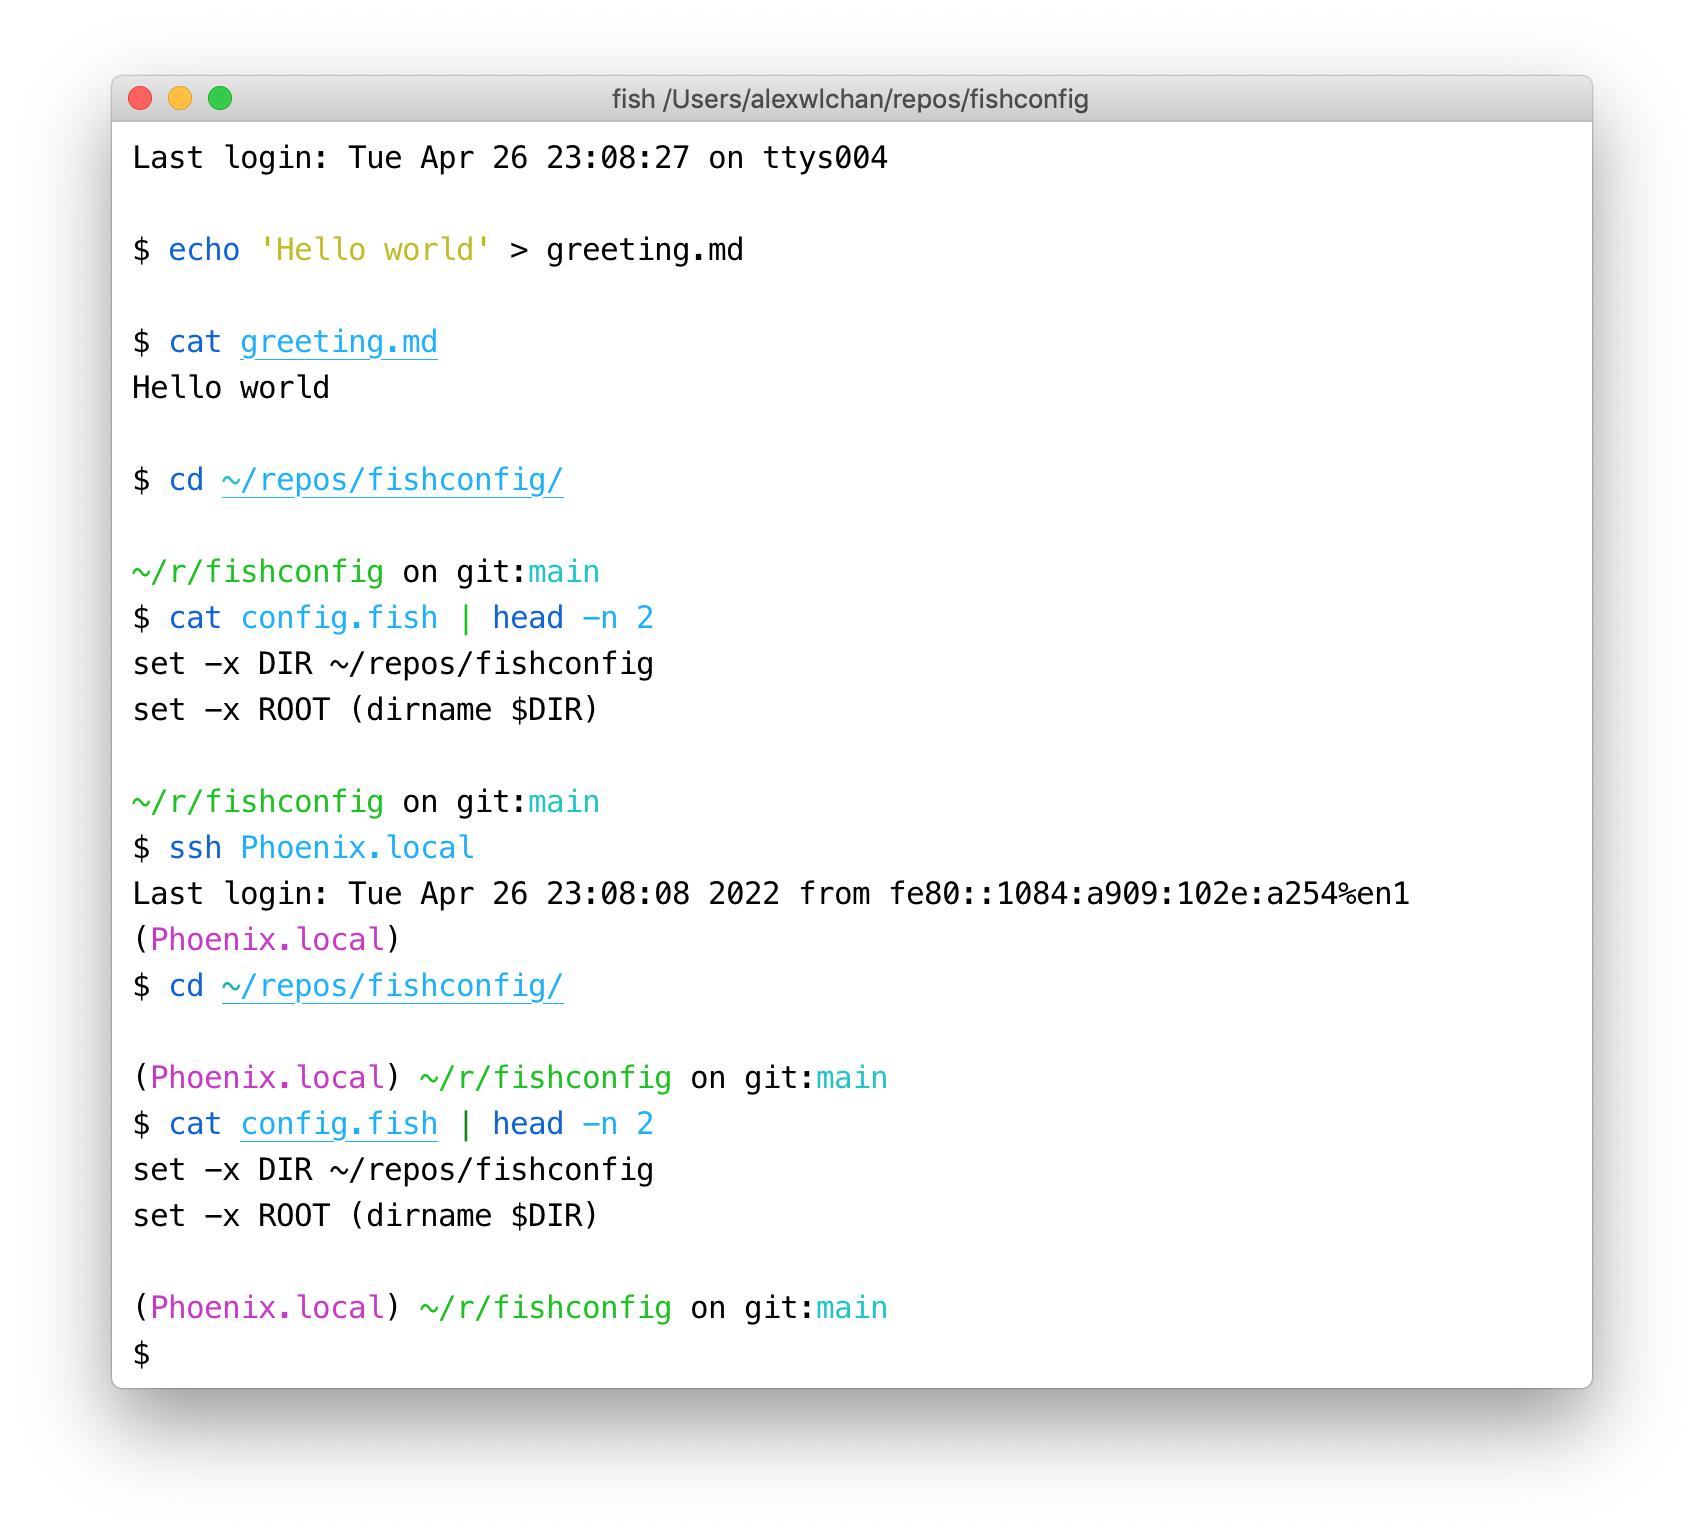 fish /Users/alexwlchan/repos/fishconfig
Last login: Tue Apr 26 23:08:27 on ttys004
$ echo 'Hello world' > greeting.md
$ cat greeting.md
Hello world
$ cd ~/repos/fishconfig/
~/r/fishconfig on git:main
$ cat config.fish | head -n 2
set -x DIR ~/repos/fishconfig
set -x ROOT (dirname $DIR)
~/r/fishconfig on git:main
$ ssh Phoenix.local
Last login: Tue Apr 26 23:08:08 2022 from fe80::1084:a909:102e:a254%en1
(Phoenix.local)
$ cd ~/repos/fishconfig/
(Phoenix.local) ~/r/fishconfig on git:main
$ cat config.fish | head -n 2
set -x DIR ~/repos/fishconfig
set -x ROOT (dirname $DIR)
(Phoenix.local) ~/r/fishconfig on git:main
$